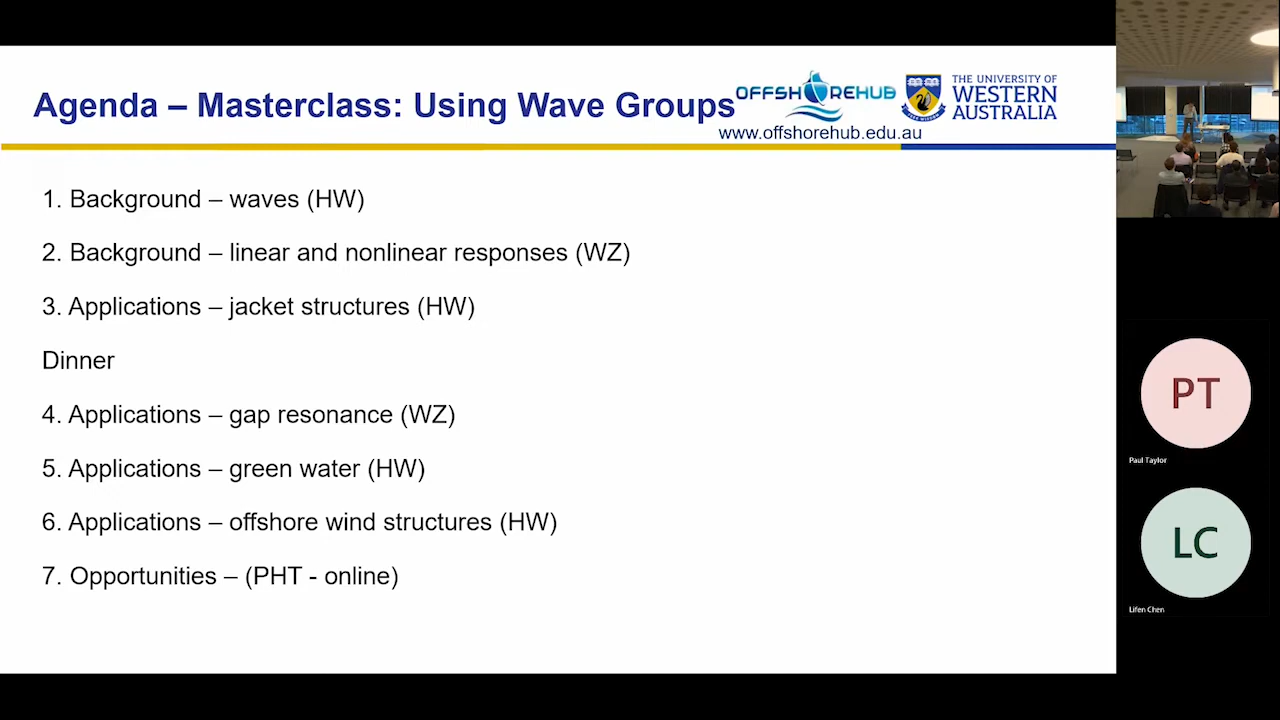 Agenda – Masterclass: Using Wave Groups
OFFSHOREHUB
www.offshorehub.edu.au
THE UNIVERSITY OF
WESTERN
AUSTRALIA
1. Background – waves (HW)
2. Background – linear and nonlinear responses (WZ)
3. Applications – jacket structures (HW)
Dinner
4. Applications – gap resonance (WZ)
5. Applications – green water (HW)
6. Applications – offshore wind structures (HW)
7. Opportunities – (PHT - online)
PT
Paul Taylor
LC
Lifen Chen